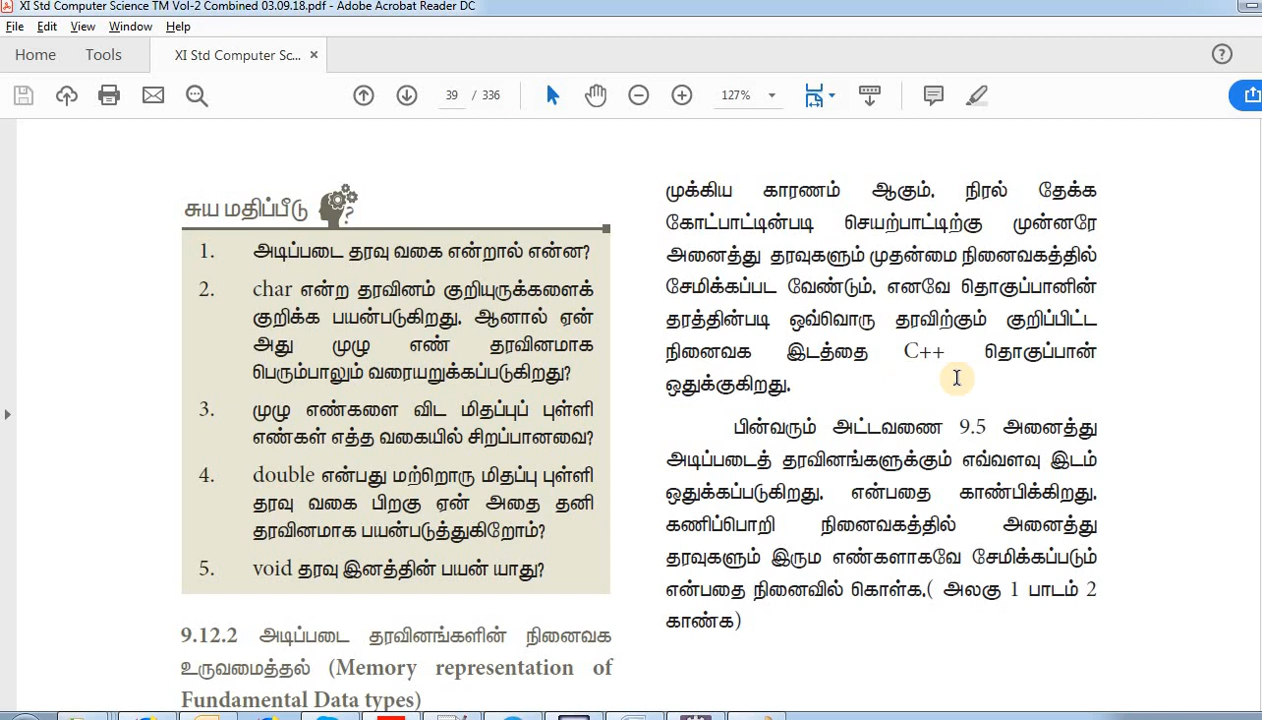 XI Std Computer Science TM Vol-2 Combined 03.09.18.pdf - Adobe Acrobat Reader DC
File Edit View Window Help
Home Tools XI Std Computer Sc... ×
39 / 336 127%
சுய மதிப்பீடு
1. அடிப்படை தரவு வகை என்றால் என்ன?
2. char என்ற தரவினம் குறியுருக்களைக்
குறிக்க பயன்படுகிறது. ஆனால் ஏன்
அது முழு எண் தரவினமாக
பெரும்பாலும் வரையறுக்கப்படுகிறது?
3. முழு எண்களை விட மிதப்புப் புள்ளி
எண்கள் எத்த வகையில் சிறப்பானவை?
4. double என்பது மற்றொரு மிதப்பு புள்ளி
தரவு வகை பிறகு ஏன் அதை தனி
தரவினமாக பயன்படுத்துகிறோம்?
5. void தரவு இனத்தின் பயன் யாது?
9.12.2 அடிப்படை தரவினங்களின் நினைவக
உருவமைத்தல் (Memory representation of
Fundamental Data types)
முக்கிய காரணம் ஆகும். நிரல் தேக்க
கோட்பாட்டின்படி செயற்பாட்டிற்கு முன்னரே
அனைத்து தரவுகளும் முதன்மை நினைவகத்தில்
சேமிக்கப்பட வேண்டும். எனவே தொகுப்பானின்
தரத்தின்படி ஒவ்வொரு தரவிற்கும் குறிப்பிட்ட
நினைவக இடத்தை C++ தொகுப்பான்
ஒதுக்குகிறது.
பின்வரும் அட்டவணை 9.5 அனைத்து
அடிப்படைத் தரவினங்களுக்கும் எவ்வளவு இடம்
ஒதுக்கப்படுகிறது. என்பதை காண்பிக்கிறது.
கணிப்பொறி நினைவகத்தில் அனைத்து
தரவுகளும் இரும எண்களாகவே சேமிக்கப்படும்
என்பதை நினைவில் கொள்க.( அலகு 1 பாடம் 2
காண்க)